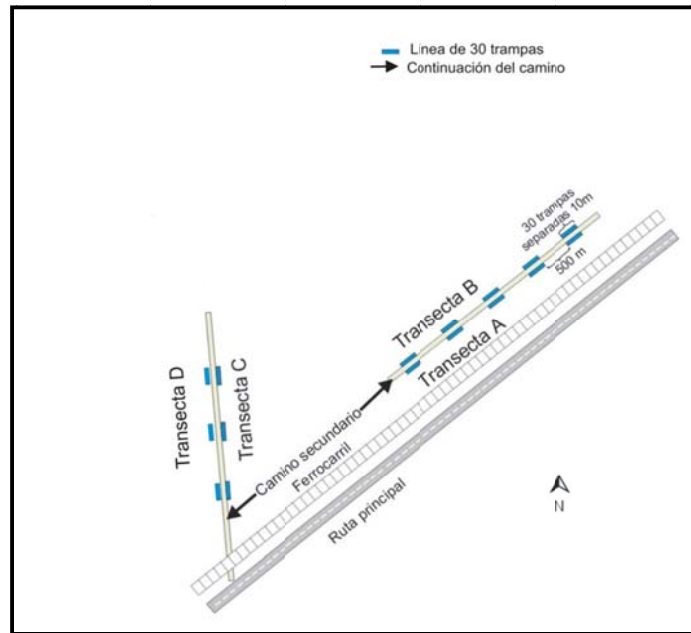 Línea de 30 trampas
Continuación del camino
30 trampas
separadas 10m
500 m
Transecta B
Transecta A
Transecta D
Transecta C
Camino secundario
Ferrocarril
Ruta principal
N